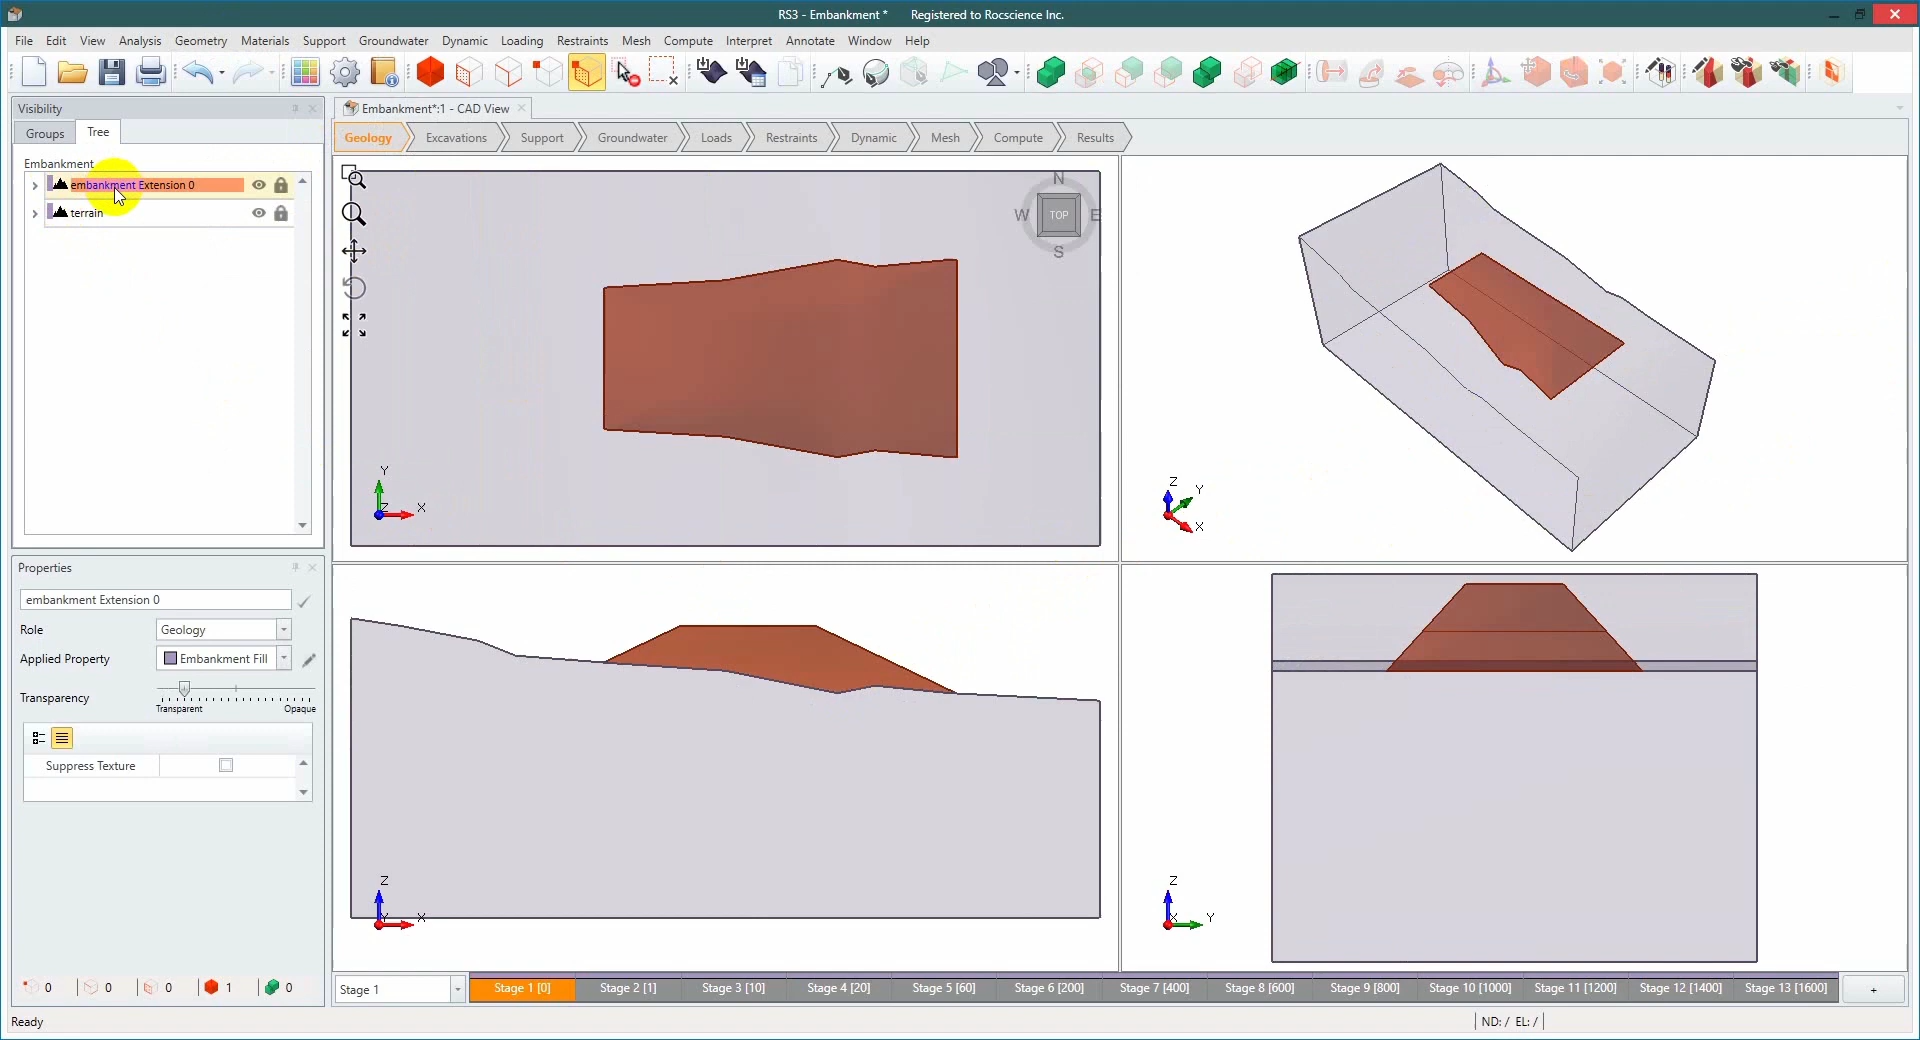 RS3 - Embankment * Registered to Rocscience Inc.
File Edit View Analysis Geometry Materials Support Groundwater Dynamic Loading Restraints Mesh Compute Interpret Annotate Window Help
Visibility
Groups Tree
Embankment
embankment Extension 0
terrain
Embankment*:1 - CAD View
Geology Excavations Support Groundwater Loads Restraints Dynamic Mesh Compute Results
N
W TOP E
S
Y
Z X
Z
Y
X
Properties
embankment Extension 0
Role Geology
Applied Property Embankment Fill
Transparency
Transparent Opaque
Suppress Texture
Z
Y X
Z
X Y
0 0 0 1 0
Stage 1 Stage 1 [0] Stage 2 [1] Stage 3 [10] Stage 4 [20] Stage 5 [60] Stage 6 [200] Stage 7 [400] Stage 8 [600] Stage 9 [800] Stage 10 [1000] Stage 11 [1200] Stage 12 [1400] Stage 13 [1600] +
Ready ND: / EL: /